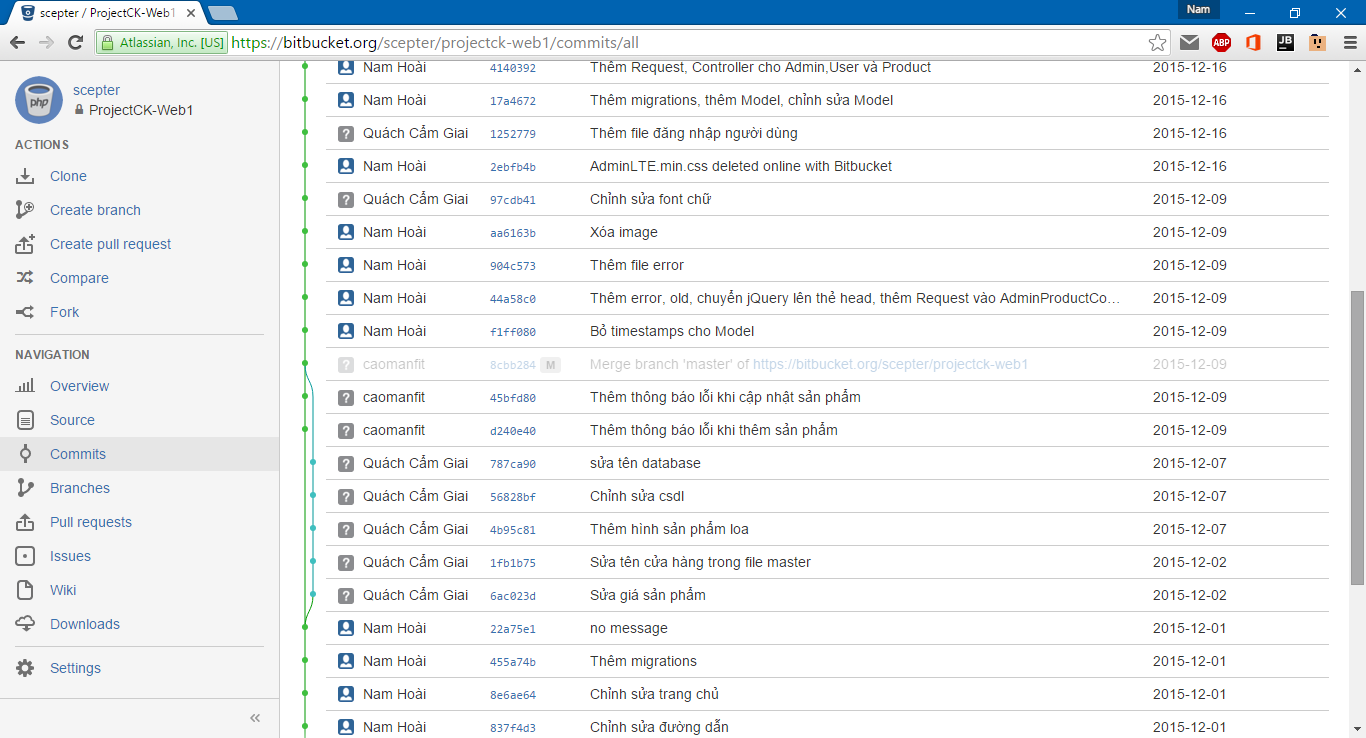 scepter / ProjectCK-Web1
Nam
Atlassian, Inc. [US] https://bitbucket.org/scepter/projectck-web1/commits/all
ABP
JB
php
scepter
ProjectCK-Web1
ACTIONS
Clone
Create branch
Create pull request
Compare
Fork
NAVIGATION
Overview
Source
Commits
Branches
Pull requests
Issues
Wiki
Downloads
Settings
«
Nam Hoài 4140392 Thêm Request, Controller cho Admin,User và Product 2015-12-16
Nam Hoài 17a4672 Thêm migrations, thêm Model, chỉnh sửa Model 2015-12-16
? Quách Cẩm Giai 1252779 Thêm file đăng nhập người dùng 2015-12-16
Nam Hoài 2ebfb4b AdminLTE.min.css deleted online with Bitbucket 2015-12-16
? Quách Cẩm Giai 97cdb41 Chỉnh sửa font chữ 2015-12-09
Nam Hoài aa6163b Xóa image 2015-12-09
Nam Hoài 904c573 Thêm file error 2015-12-09
Nam Hoài 44a58c0 Thêm error, old, chuyển jQuery lên thẻ head, thêm Request vào AdminProductCo… 2015-12-09
Nam Hoài f1ff080 Bỏ timestamps cho Model 2015-12-09
? caomanfit 8cbb284 M Merge branch 'master' of https://bitbucket.org/scepter/projectck-web1 2015-12-09
? caomanfit 45bfd80 Thêm thông báo lỗi khi cập nhật sản phẩm 2015-12-09
? caomanfit d240e40 Thêm thông báo lỗi khi thêm sản phẩm 2015-12-09
? Quách Cẩm Giai 787ca90 sửa tên database 2015-12-07
? Quách Cẩm Giai 56828bf Chỉnh sửa csdl 2015-12-07
? Quách Cẩm Giai 4b95c81 Thêm hình sản phẩm loa 2015-12-07
? Quách Cẩm Giai 1fb1b75 Sửa tên cửa hàng trong file master 2015-12-02
? Quách Cẩm Giai 6ac023d Sửa giá sản phẩm 2015-12-02
Nam Hoài 22a75e1 no message 2015-12-01
Nam Hoài 455a74b Thêm migrations 2015-12-01
Nam Hoài 8e6ae64 Chỉnh sửa trang chủ 2015-12-01
Nam Hoài 837f4d3 Chỉnh sửa đường dẫn 2015-12-01